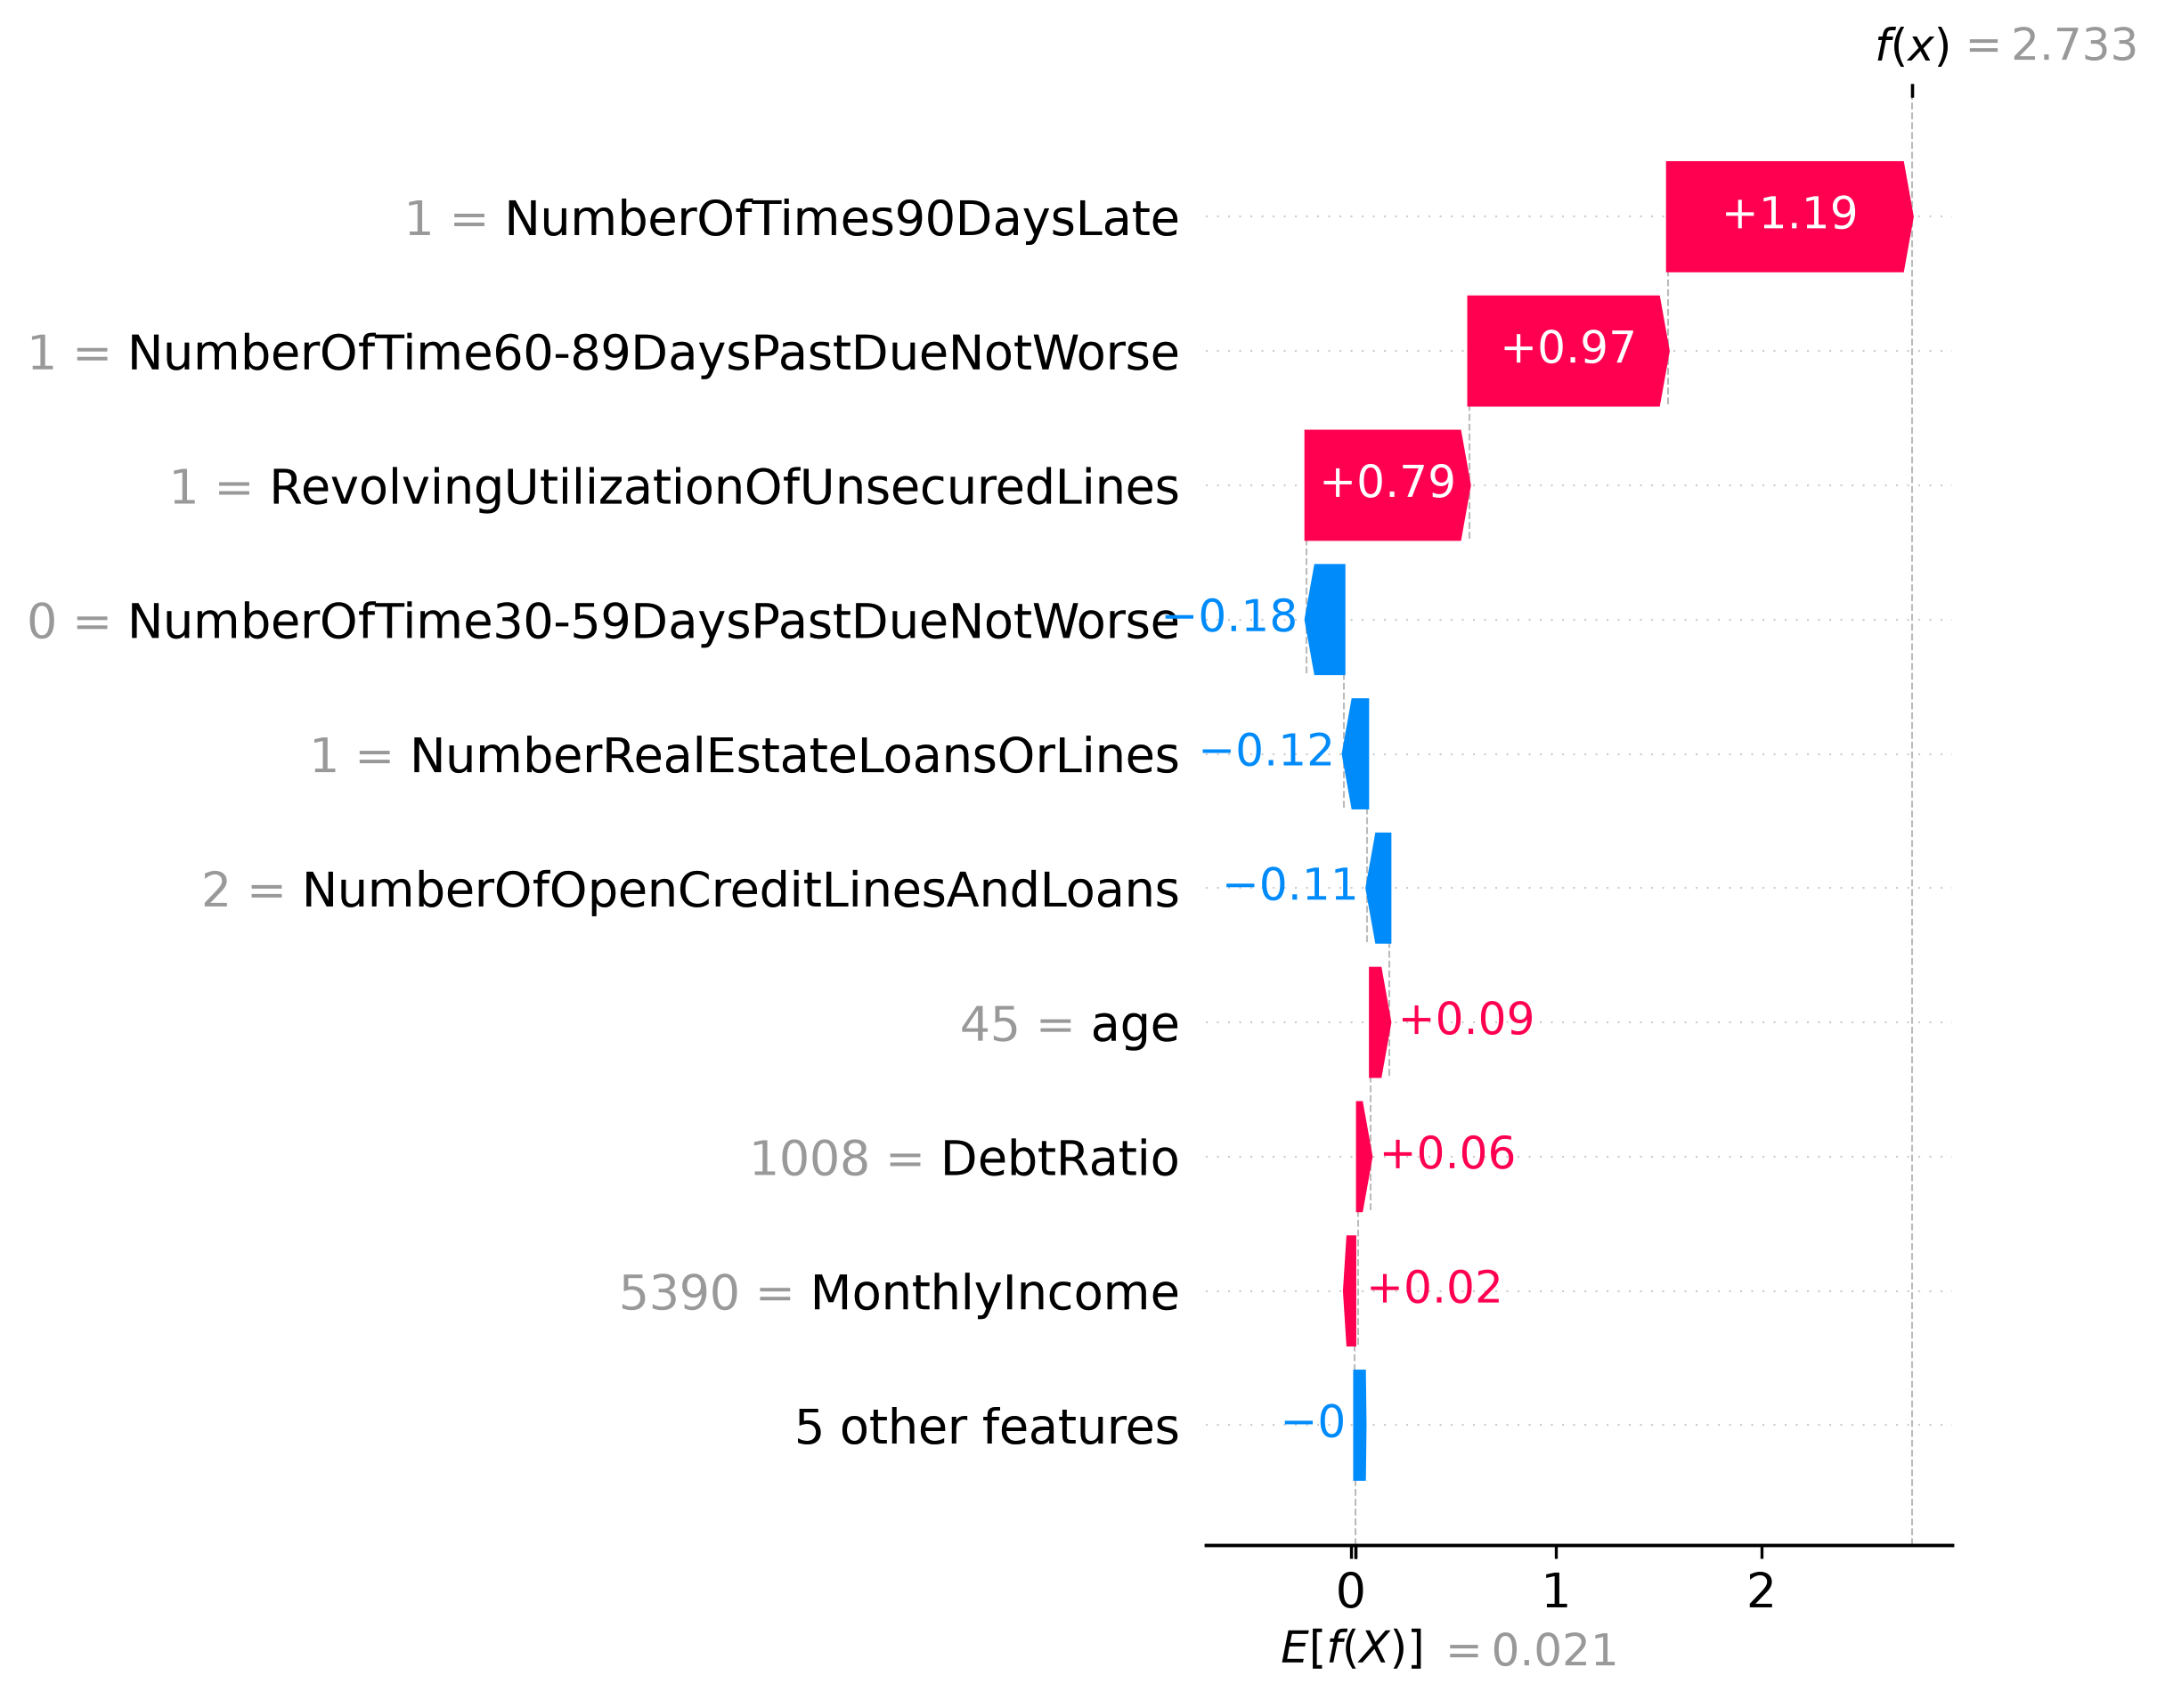 f(x) = 2.733
1 = NumberOfTimes90DaysLate +1.19
1 = NumberOfTime60-89DaysPastDueNotWorse +0.97
1 = RevolvingUtilizationOfUnsecuredLines +0.79
0 = NumberOfTime30-59DaysPastDueNotWorse −0.18
1 = NumberRealEstateLoansOrLines −0.12
2 = NumberOfOpenCreditLinesAndLoans −0.11
45 = age +0.09
1008 = DebtRatio +0.06
5390 = MonthlyIncome +0.02
5 other features −0
0 1 2
E[f(X)] = 0.021